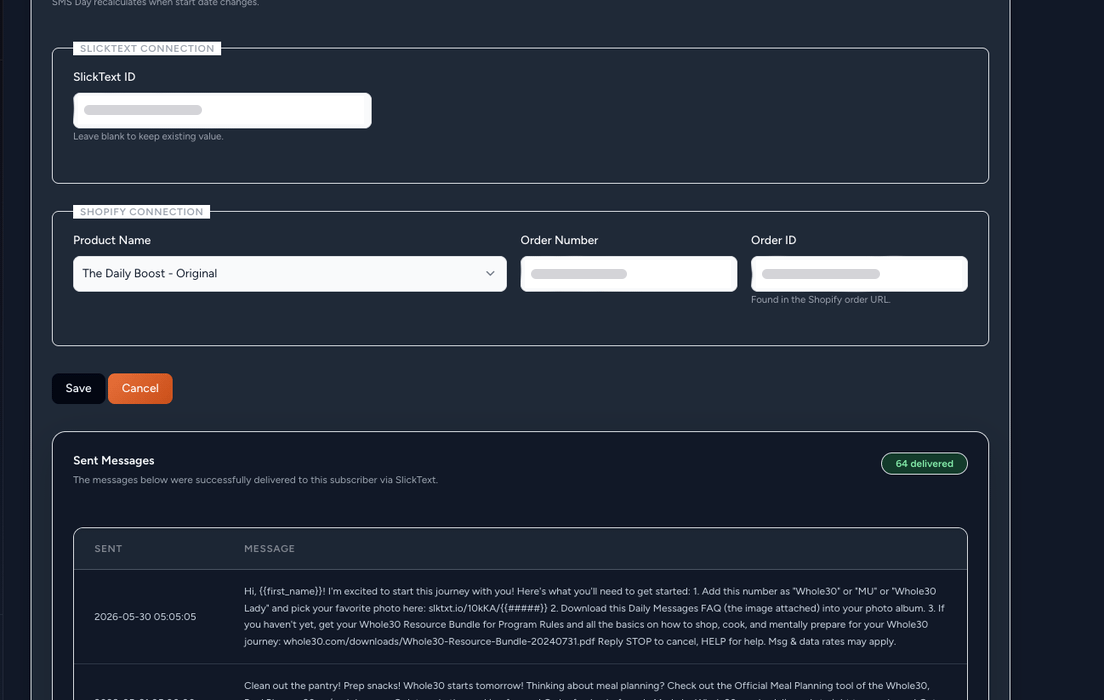 SMS Day recalculates when start date changes.
SLICKTEXT CONNECTION
SlickText ID
Leave blank to keep existing value.
SHOPIFY CONNECTION
Product Name
Order Number
Order ID
The Daily Boost - Original
Found in the Shopify order URL.
Save
Cancel
Sent Messages
64 delivered
The messages below were successfully delivered to this subscriber via SlickText.
SENT
MESSAGE
2026-05-30 05:05:05
Hi, {{first_name}}! I'm excited to start this journey with you! Here's what you'll need to get started: 1. Add this number as "Whole30" or "MU" or "Whole30
Lady" and pick your favorite photo here: slktxt.io/10kKA/{{#####}} 2. Download this Daily Messages FAQ (the image attached) into your photo album. 3. If
you haven't yet, get your Whole30 Resource Bundle for Program Rules and all the basics on how to shop, cook, and mentally prepare for your Whole30
journey: whole30.com/downloads/Whole30-Resource-Bundle-20240731.pdf Reply STOP to cancel, HELP for help. Msg & data rates may apply.
Clean out the pantry! Prep snacks! Whole30 starts tomorrow! Thinking about meal planning? Check out the Official Meal Planning tool of the Whole30,